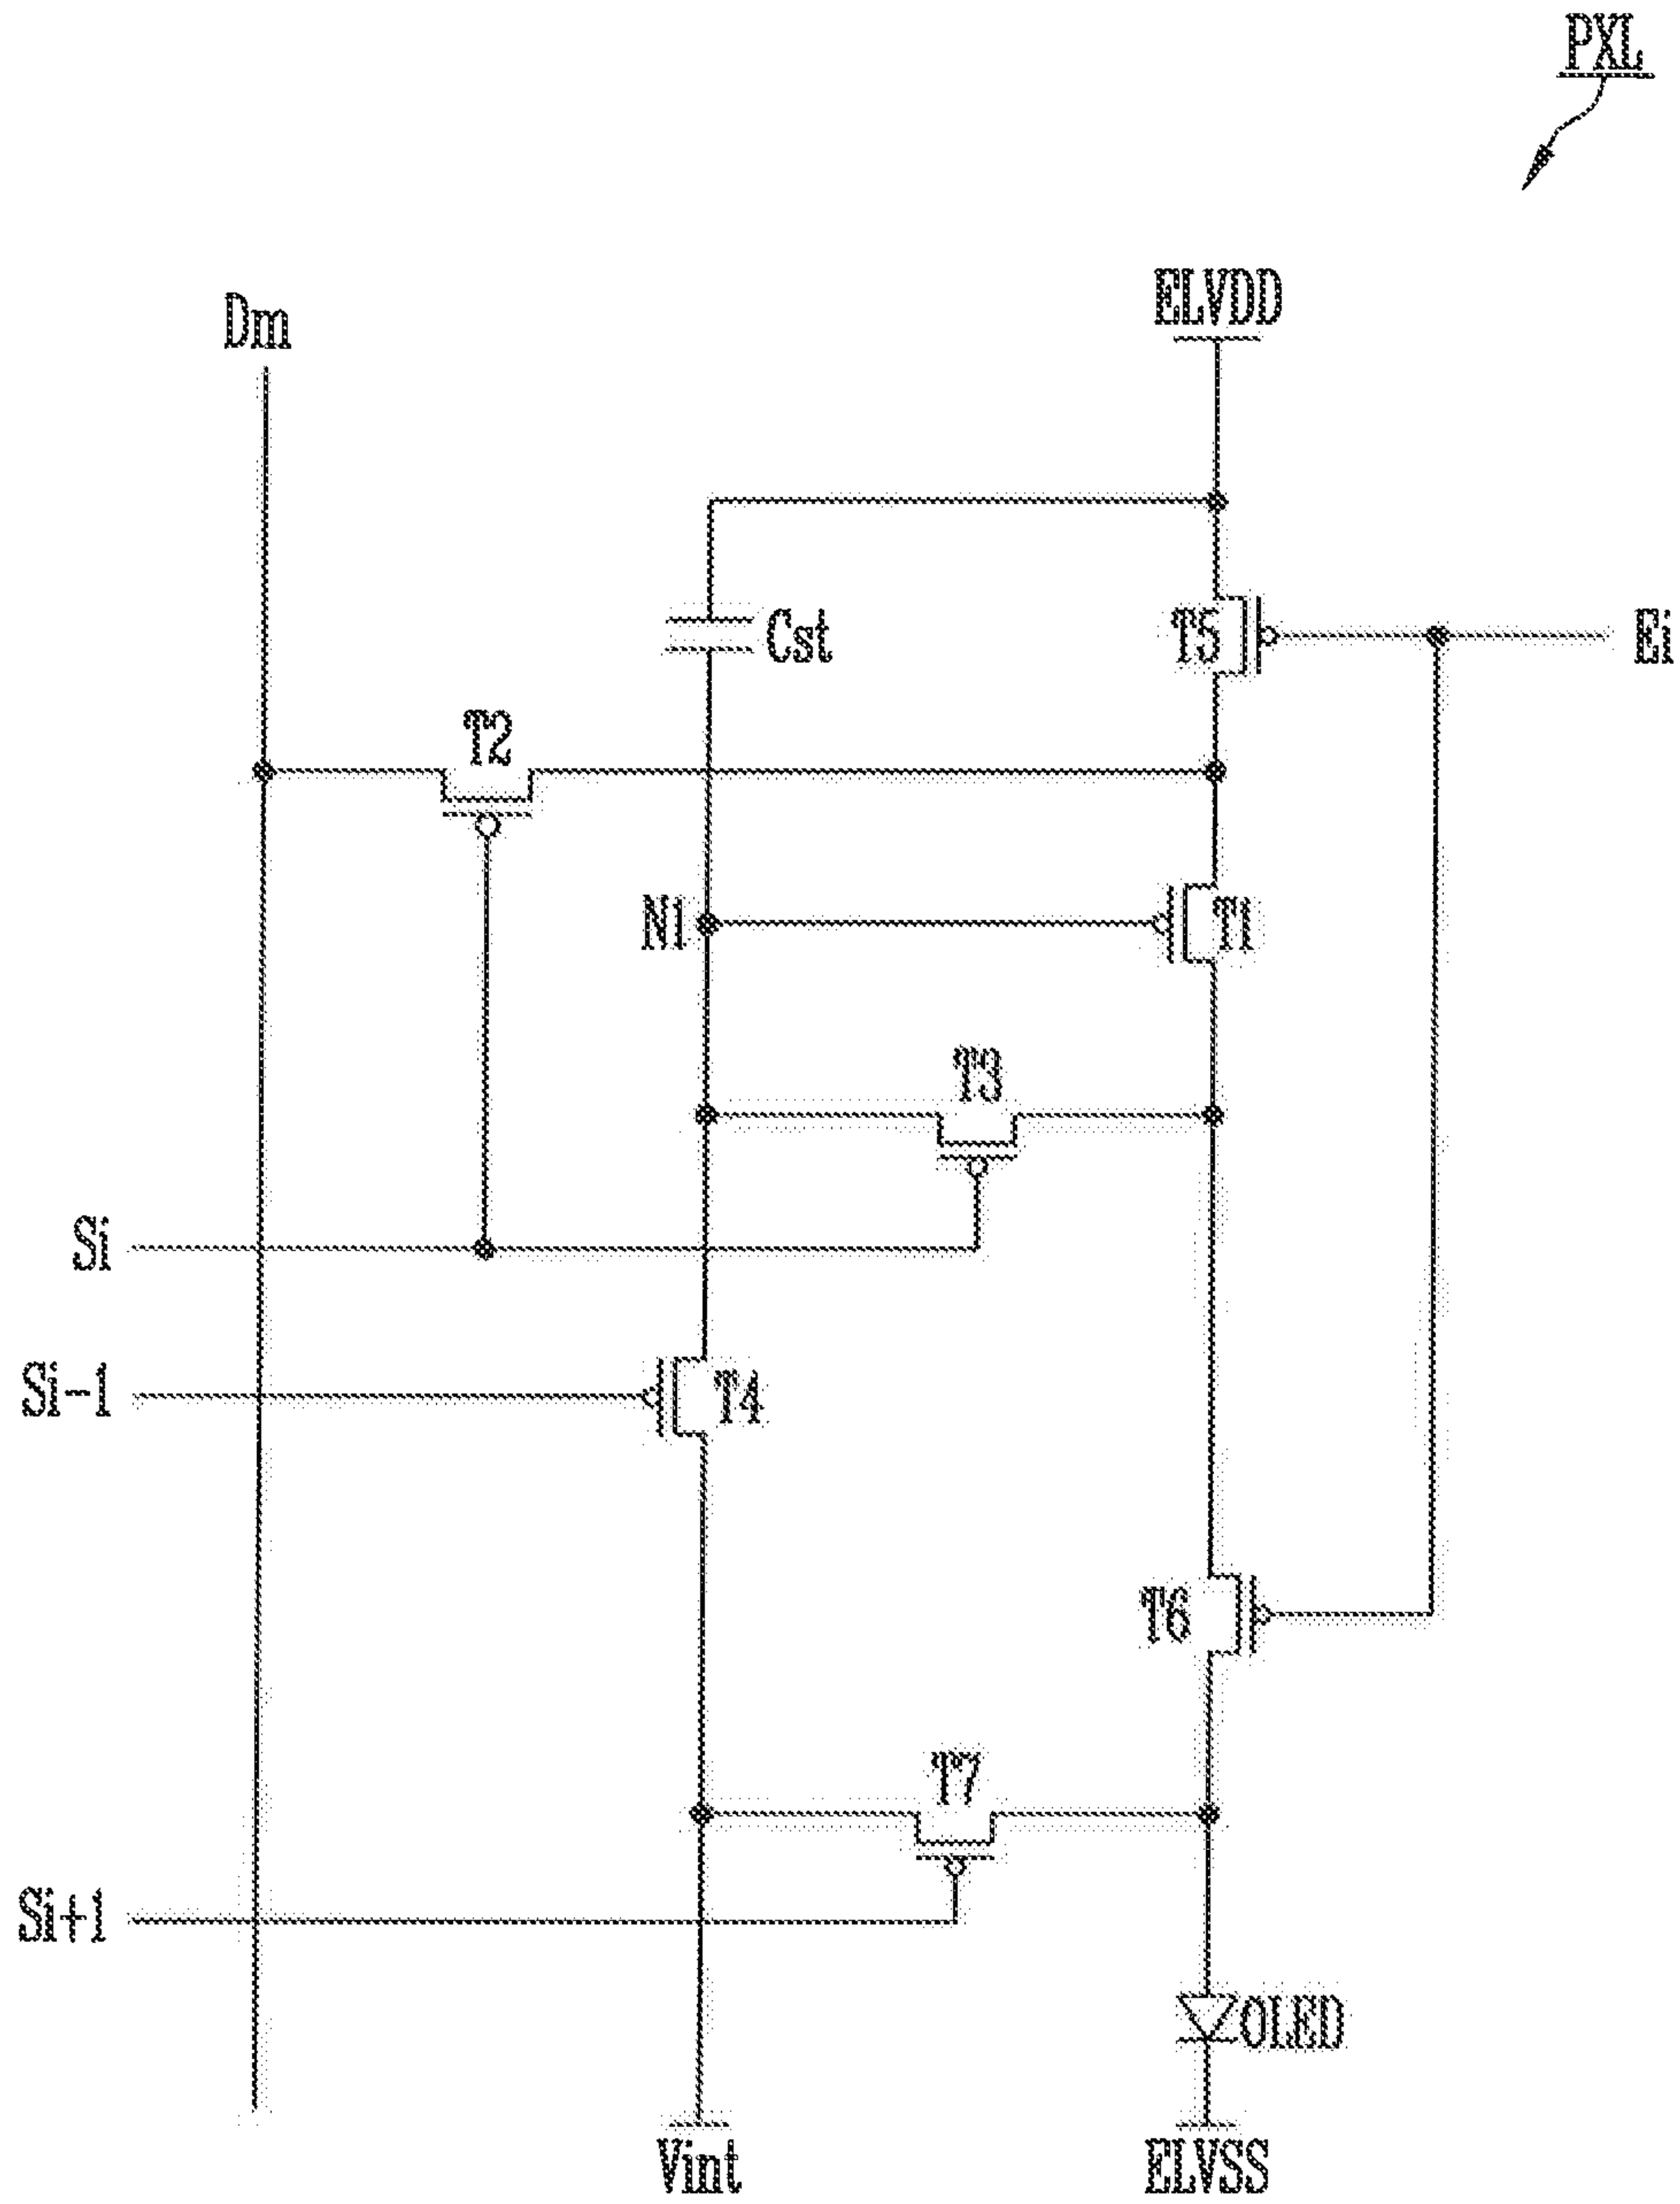 PXL
ELVDD
Dm
Cst
T5
Ei
T2
N1
T1
T3
Si
Si-1
T4
T6
T7
Si+1
OLED
Vint
ELVSS